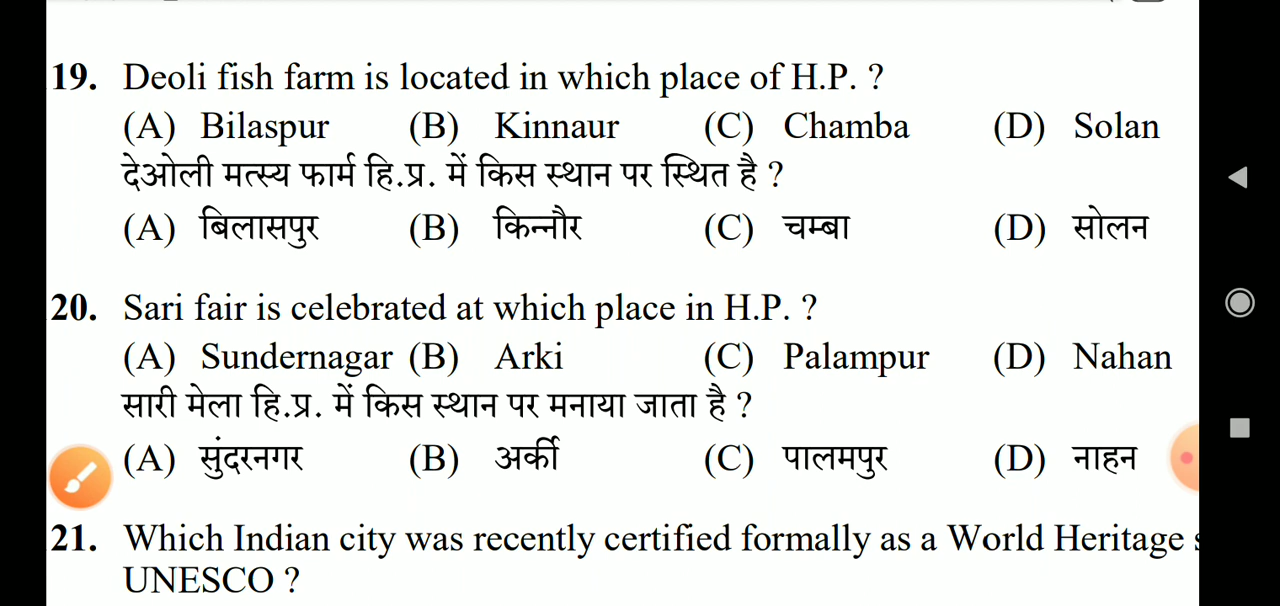 19. Deoli fish farm is located in which place of H.P. ?
(A) Bilaspur (B) Kinnaur (C) Chamba (D) Solan
देओली मत्स्य फार्म हि.प्र. में किस स्थान पर स्थित है ?
(A) बिलासपुर (B) किन्नौर (C) चम्बा (D) सोलन
20. Sari fair is celebrated at which place in H.P. ?
(A) Sundernagar (B) Arki (C) Palampur (D) Nahan
सारी मेला हि.प्र. में किस स्थान पर मनाया जाता है ?
(A) सुंदरनगर (B) अर्की (C) पालमपुर (D) नाहन
21. Which Indian city was recently certified formally as a World Heritage
UNESCO ?